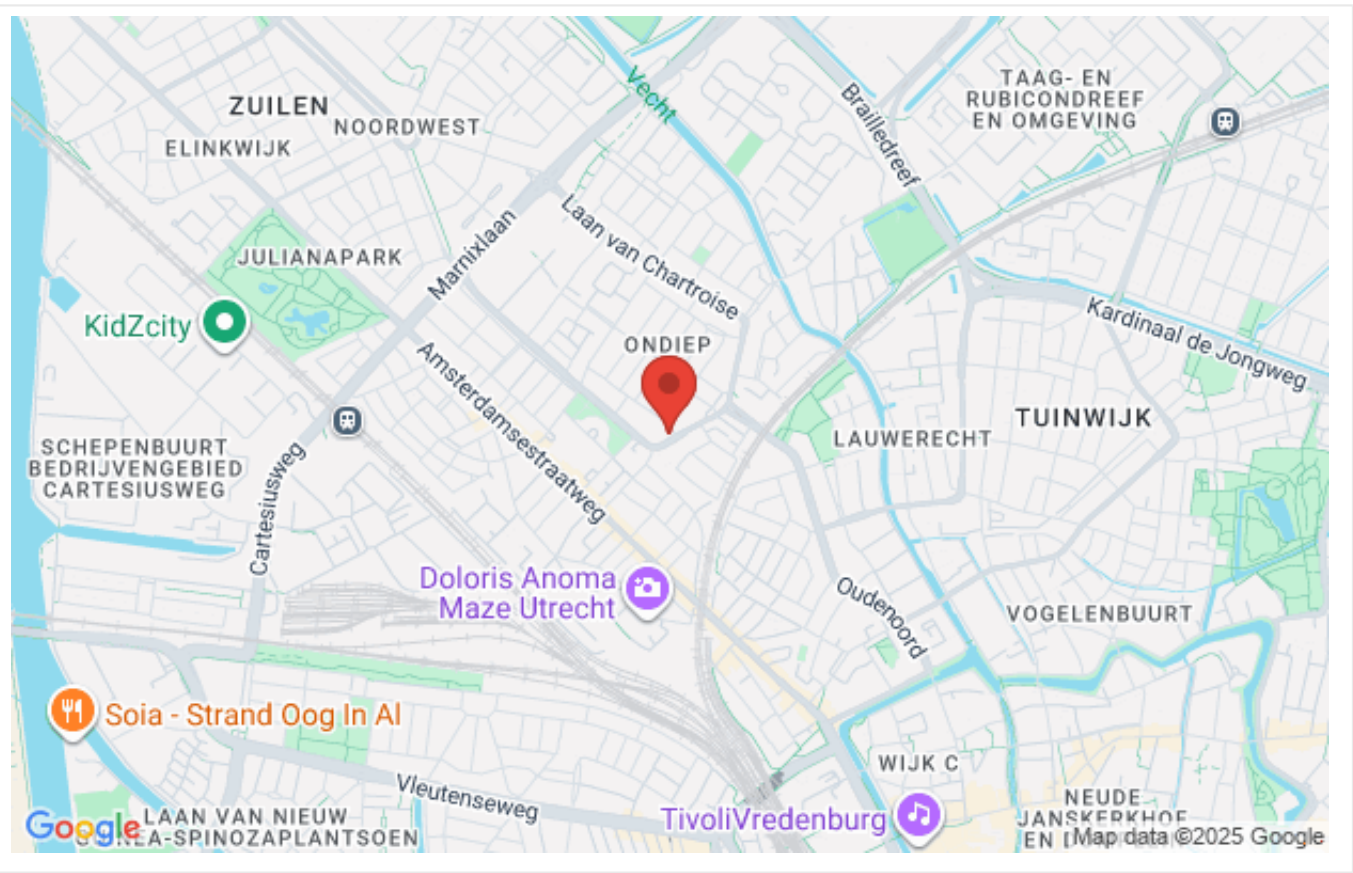 Vecht
TAAG- EN
RUBICONDREEF
EN OMGEVING
Brailledreef
ZUILEN
NOORDWEST
ELINKWIJK
Laan van Chartroise
Marnixlaan
JULIANAPARK
KidZcity
Kardinaal de Jongweg
ONDIEP
Amsterdamsestraatweg
TUINWIJK
LAUWERECHT
SCHEPENBUURT
BEDRIJVENGEBIED
CARTESIUSWEG
Cartesiusweg
Doloris Anoma
Maze Utrecht
Oudenoord
VOGELENBUURT
Soia - Strand Oog In Al
WIJK C
Vleutenseweg
TivoliVredenburg
NEUDE
JANSKERKHOF
EN
LAAN VAN NIEUW
-SPINOZAPLANTSOEN
Google
Map data ©2025 Google